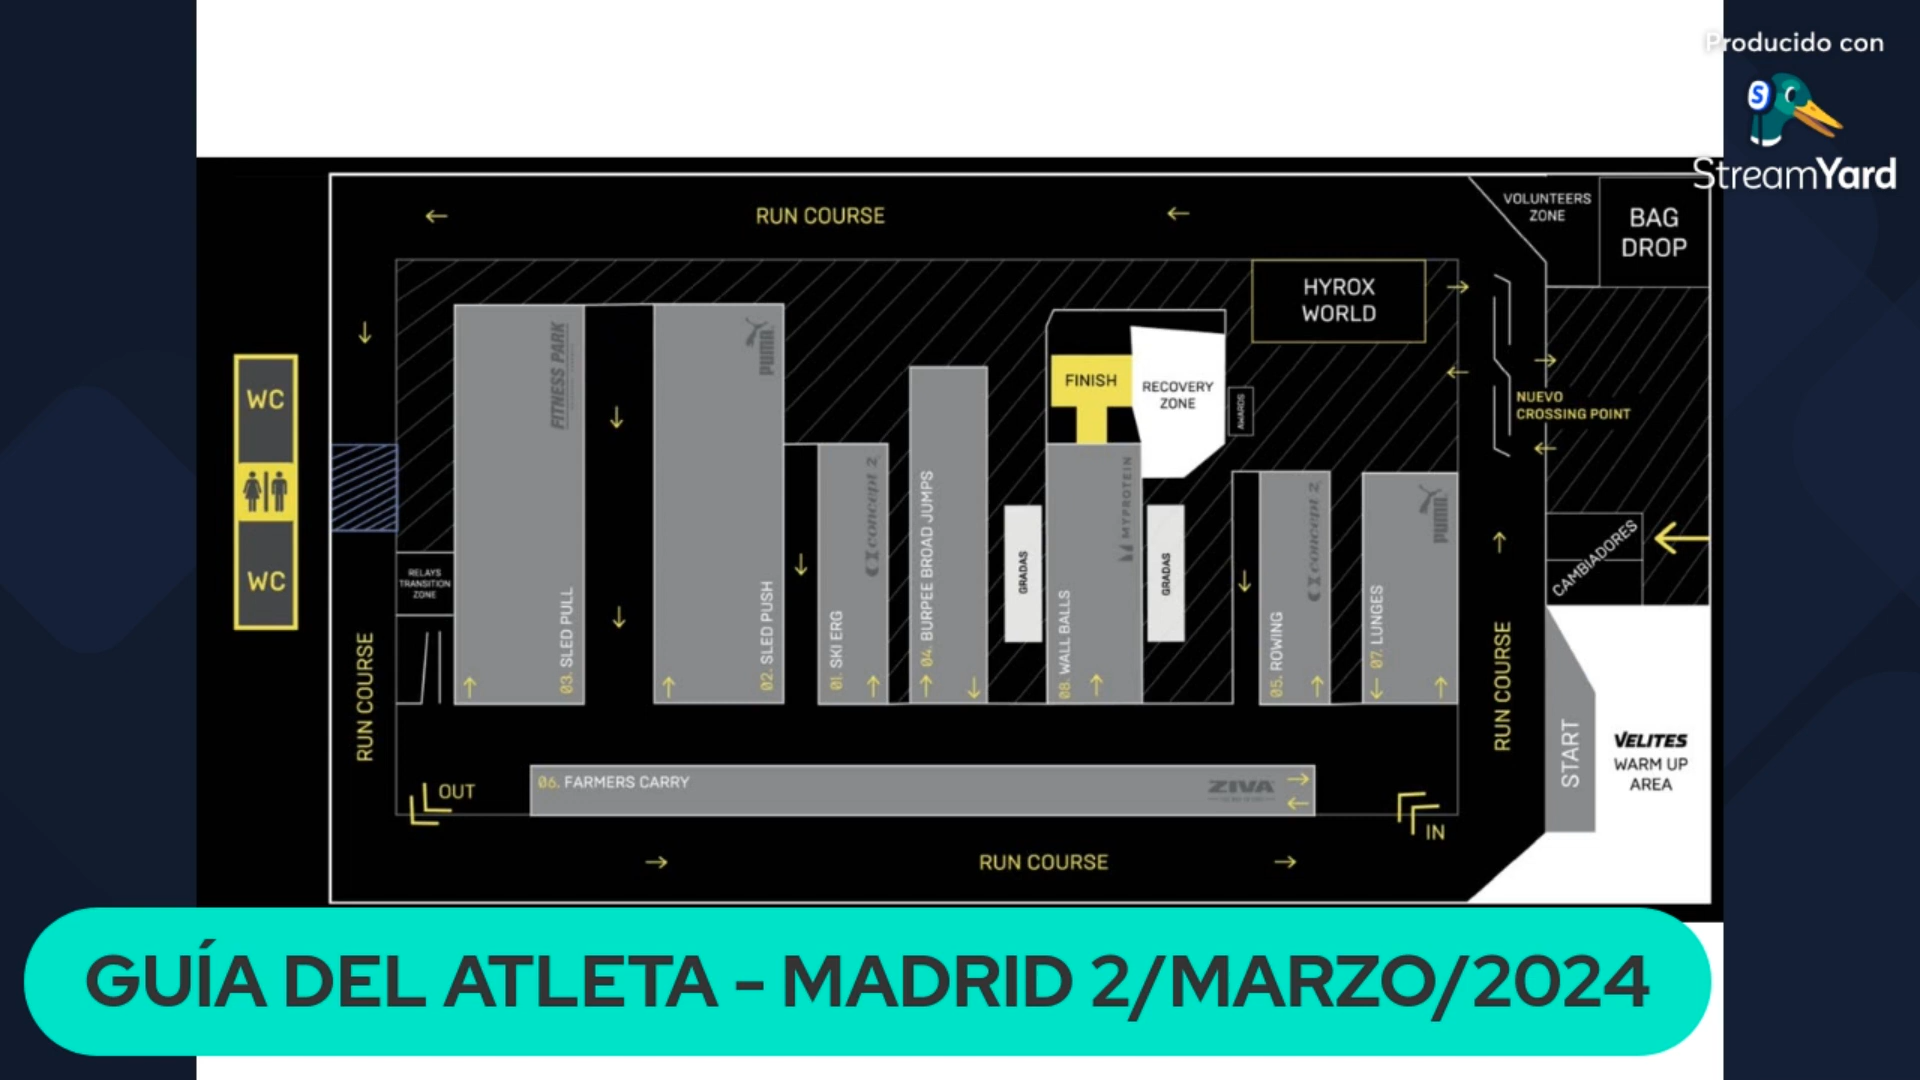 Producido con
StreamYard
RUN COURSE
VOLUNTEERS
ZONE
BAG
DROP
HYROX
WORLD
WC
WC
FITNESS PARK
PUMA
FINISH
RECOVERY
ZONE
AWARDS
NUEVO
CROSSING POINT
RELAYS
TRANSITION
ZONE
03. SLED PULL
02. SLED PUSH
01. SKI ERG
concept 2
04. BURPEE BROAD JUMPS
GRADAS
08. WALL BALLS
MYPROTEIN
GRADAS
05. ROWING
concept 2
07. LUNGES
PUMA
CAMBIADORES
RUN COURSE
RUN COURSE
START
VELITES
WARM UP
AREA
06. FARMERS CARRY
ZIVA
OUT
IN
RUN COURSE
GUÍA DEL ATLETA - MADRID 2/MARZO/2024